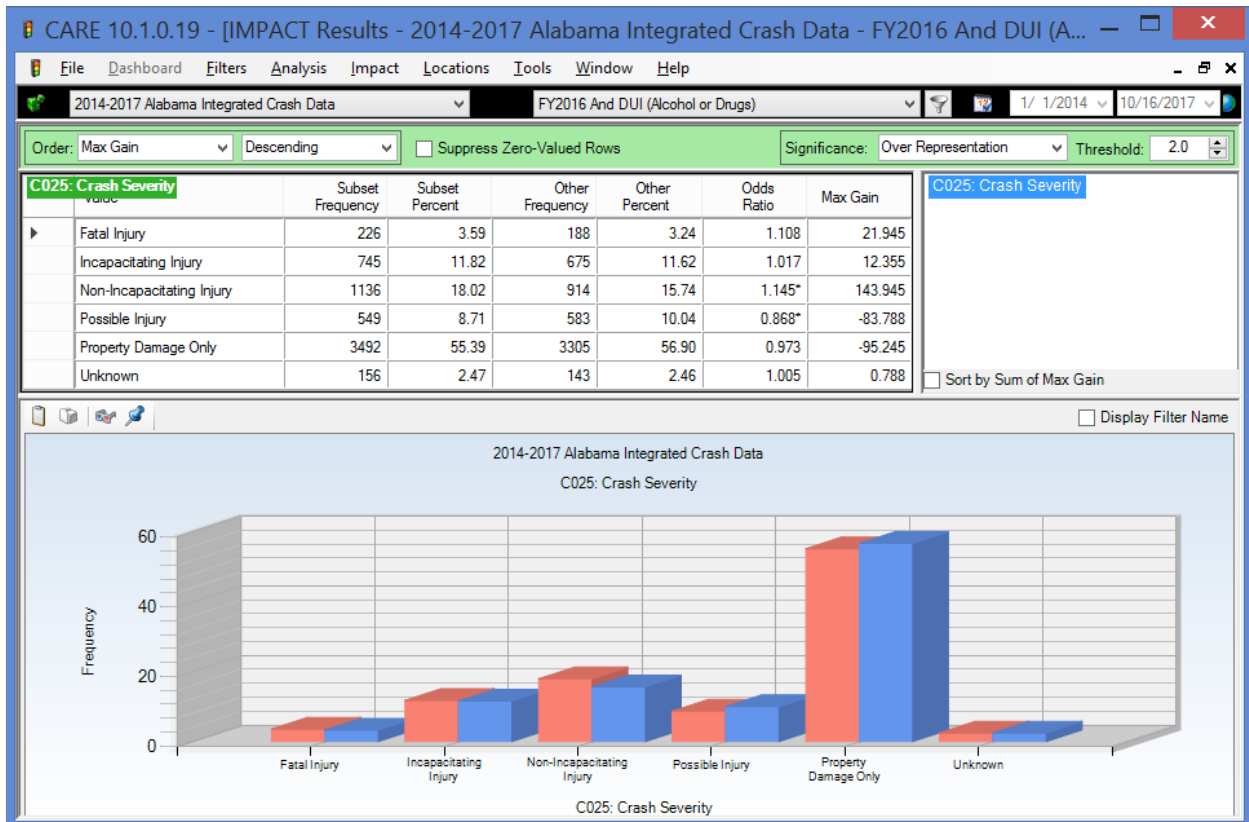 CARE 10.1.0.19 - [IMPACT Results - 2014-2017 Alabama Integrated Crash Data - FY2016 And DUI (A...
File Dashboard Filters Analysis Impact Locations Tools Window Help
2014-2017 Alabama Integrated Crash Data FY2016 And DUI (Alcohol or Drugs) 1/ 1/2014 10/16/2017
Order: Max Gain Descending Suppress Zero-Valued Rows Significance: Over Representation Threshold: 2.0
C025: Crash Severity Subset Frequency Subset Percent Other Frequency Other Percent Odds Ratio Max Gain
Fatal Injury 226 3.59 188 3.24 1.108 21.945
Incapacitating Injury 745 11.82 675 11.62 1.017 12.355
Non-Incapacitating Injury 1136 18.02 914 15.74 1.145* 143.945
Possible Injury 549 8.71 583 10.04 0.868* -83.788
Property Damage Only 3492 55.39 3305 56.90 0.973 -95.245
Unknown 156 2.47 143 2.46 1.005 0.788
C025: Crash Severity
Sort by Sum of Max Gain
Display Filter Name
2014-2017 Alabama Integrated Crash Data
C025: Crash Severity
Frequency
60
40
20
0
Fatal Injury
Incapacitating Injury
Non-Incapacitating Injury
Possible Injury
Property Damage Only
Unknown
C025: Crash Severity